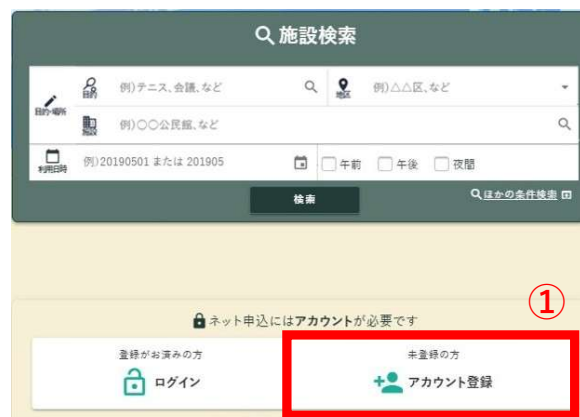 施設検索
目的・場所
目的 例)テニス、会議、など
地区 例)△△区、など
施設 例)○○公民館、など
利用日時 例)20190501 または 201905 午前 午後 夜間
検索 ほかの条件検索
①
ネット申込にはアカウントが必要です
登録がお済みの方
ログイン
未登録の方
アカウント登録